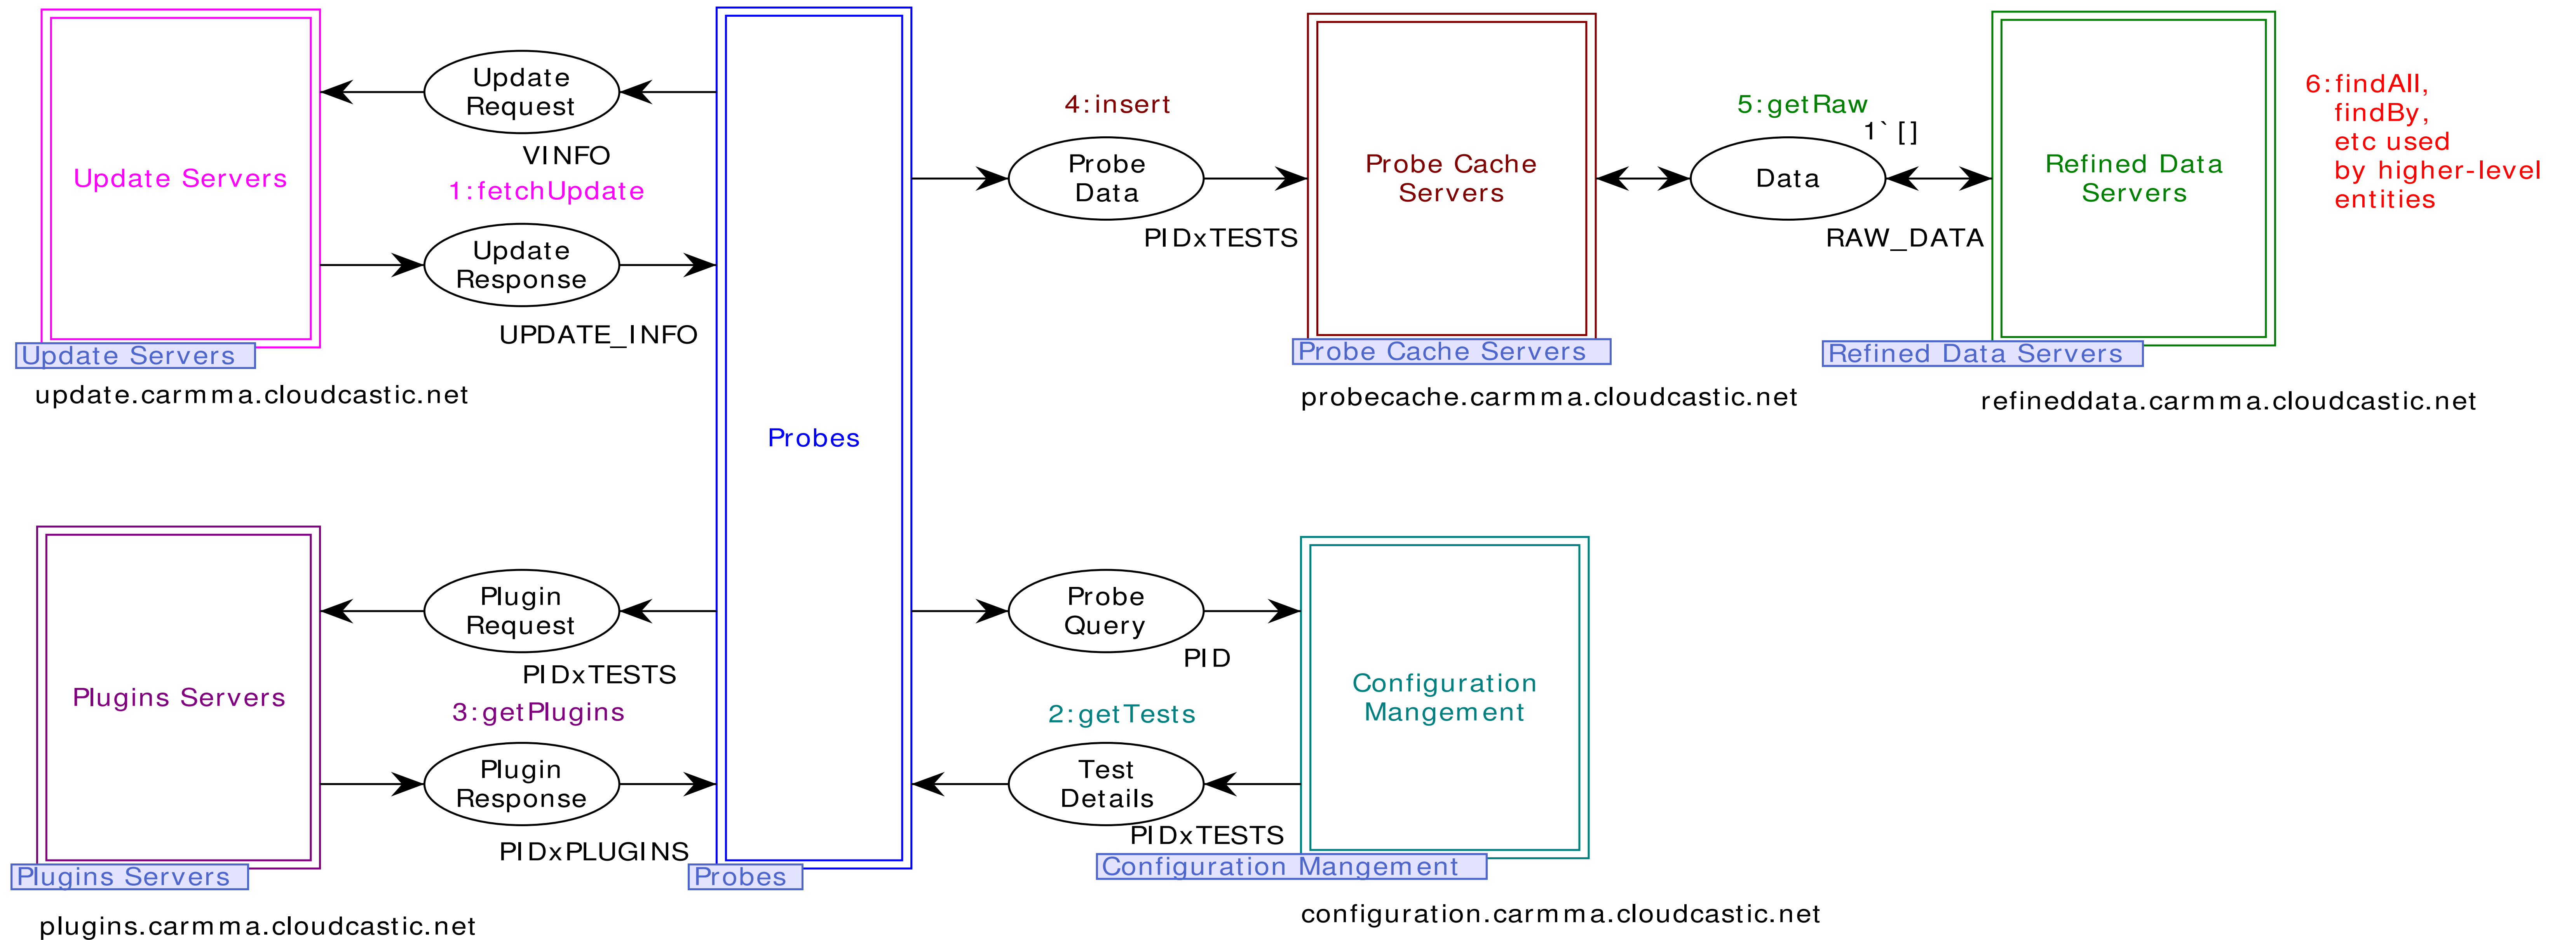 Update
Request
VINFO
1:fetchUpdate
Update Servers
Update
Response
UPDATE_INFO
Update Servers
update.carmma.cloudcastic.net
Probes
4:insert
Probe
Data
PIDxTESTS
Probe Cache
Servers
Probe Cache Servers
probecache.carmma.cloudcastic.net
5:getRaw
1`[]
Data
RAW_DATA
Refined Data
Servers
Refined Data Servers
refineddata.carmma.cloudcastic.net
6:findAll,
findBy,
etc used
by higher-level
entities
Plugin
Request
PIDxTESTS
3:getPlugins
Plugins Servers
Plugin
Response
PIDxPLUGINS
Plugins Servers
plugins.carmma.cloudcastic.net
Probes
Probe
Query
PID
2:getTests
Test
Details
PIDxTESTS
Configuration
Mangement
Configuration Mangement
configuration.carmma.cloudcastic.net